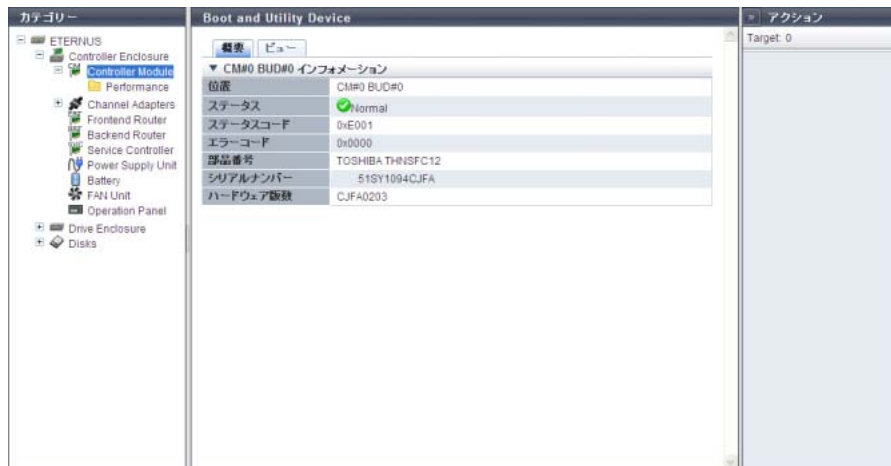 カテゴリー
ETERNUS
Controller Enclosure
Controller Module
Performance
Channel Adapters
Frontend Router
Backend Router
Service Controller
Power Supply Unit
Battery
FAN Unit
Operation Panel
Drive Enclosure
Disks
Boot and Utility Device
概要 ビュー
▼ CM#0 BUD#0 インフォメーション
位置 CM#0 BUD#0
ステータス Normal
ステータスコード 0xE001
エラーコード 0x0000
部品番号 TOSHIBA THNSFC12
シリアルナンバー 51SY1094CJFA
ハードウェア版数 CJFA0203
» アクション
Target: 0